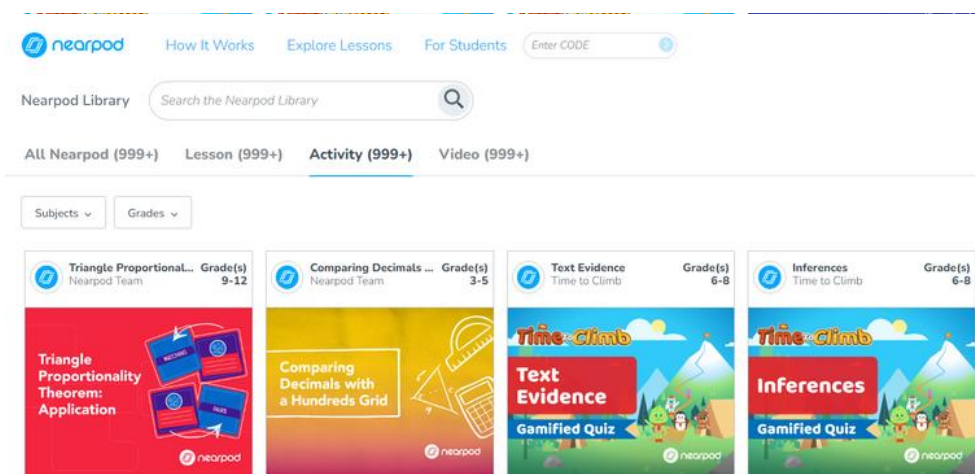 nearpod How It Works Explore Lessons For Students Enter CODE
Nearpod Library Search the Nearpod Library
All Nearpod (999+) Lesson (999+) Activity (999+) Video (999+)
Subjects Grades
Triangle Proportional... Grade(s)
Nearpod Team 9-12
Comparing Decimals ... Grade(s)
Nearpod Team 3-5
Text Evidence Grade(s)
Time to Climb 6-8
Inferences Grade(s)
Time to Climb 6-8
Triangle
Proportionality
Theorem:
Application
MATCHING
PAIRS
nearpod
Comparing
Decimals with
a Hundreds Grid
nearpod
Time to Climb
Text
Evidence
Gamified Quiz
nearpod
Time to Climb
Inferences
Gamified Quiz
nearpod